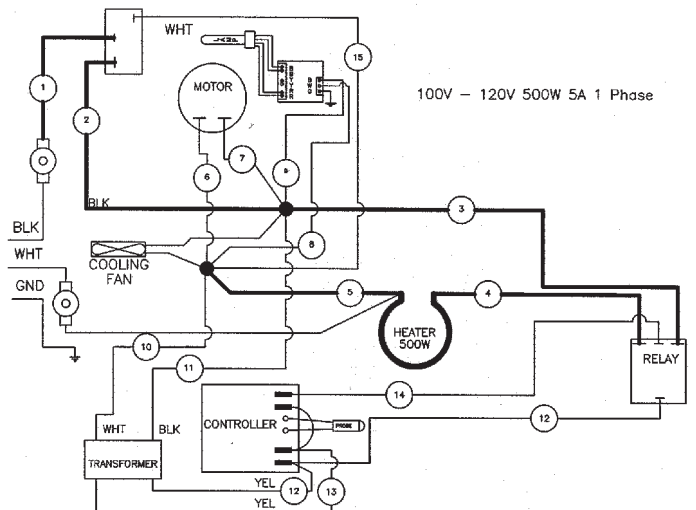 WHT
15
1
MOTOR
100V - 120V 500W 5A 1 Phase
2
7
9
6
BLK
3
8
BLK
WHT
COOLING
FAN
GND
5
4
HEATER
500W
10
RELAY
11
14
12
WHT
BLK
CONTROLLER
PROBE
TRANSFORMER
YEL
12
13
YEL